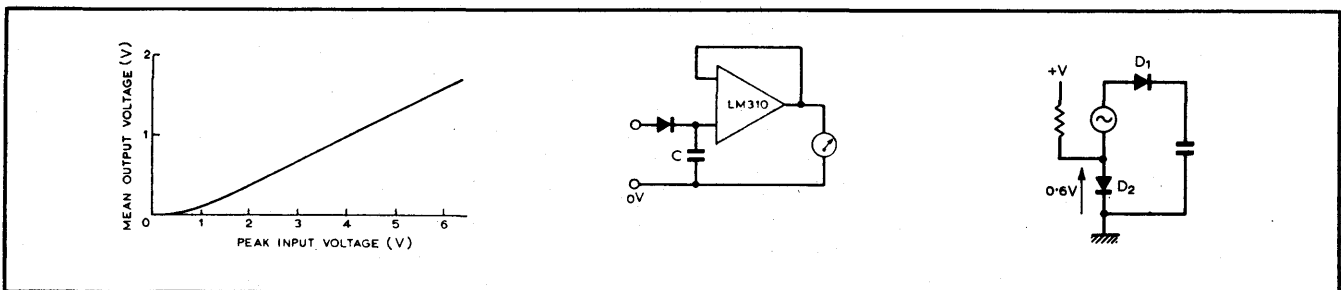 MEAN OUTPUT VOLTAGE (V)
2
1
0
1
2
3
4
5
6
PEAK INPUT VOLTAGE (V)
LM310
C
0V
+V
D1
0·6V
D2